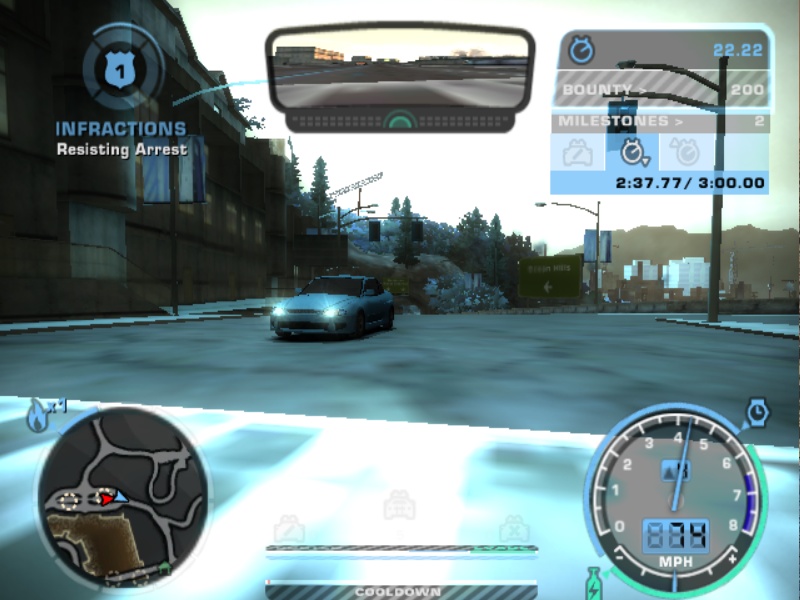 1
22.22
BOUNTY > 200
INFRACTIONS
MILESTONES > 2
Resisting Arrest
2:37.77/ 3:00.00
x1
0 1 2 3 4 5 6 7 8
74
MPH
COOLDOWN